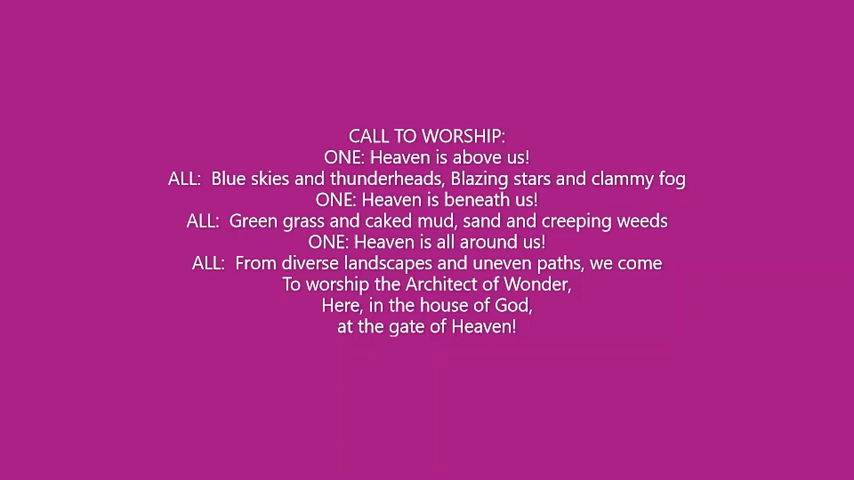 CALL TO WORSHIP:
ONE: Heaven is above us!
ALL:  Blue skies and thunderheads, Blazing stars and clammy fog
ONE: Heaven is beneath us!
ALL:  Green grass and caked mud, sand and creeping weeds
ONE: Heaven is all around us!
ALL:  From diverse landscapes and uneven paths, we come
To worship the Architect of Wonder,
Here, in the house of God,
at the gate of Heaven!